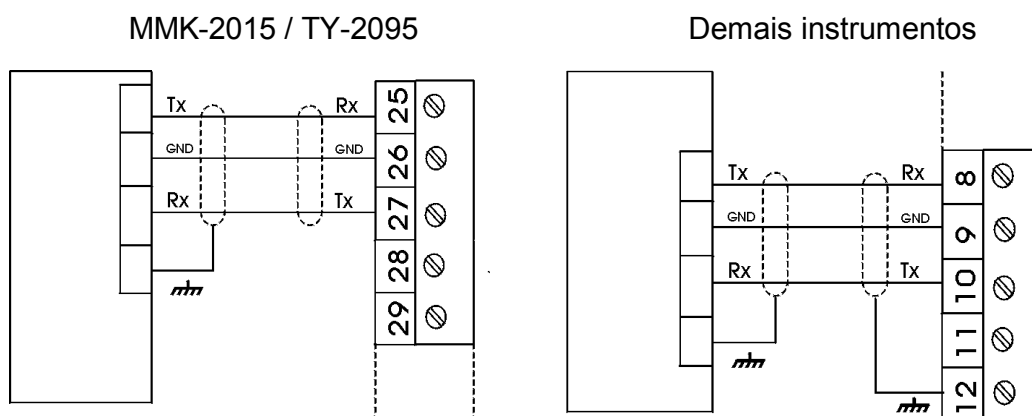 MMK-2015 / TY-2095
Tx Rx 25
GND GND 26
Rx Tx 27
28
29
Demais instrumentos
Tx Rx 8
GND GND 9
Rx Tx 10
11
12